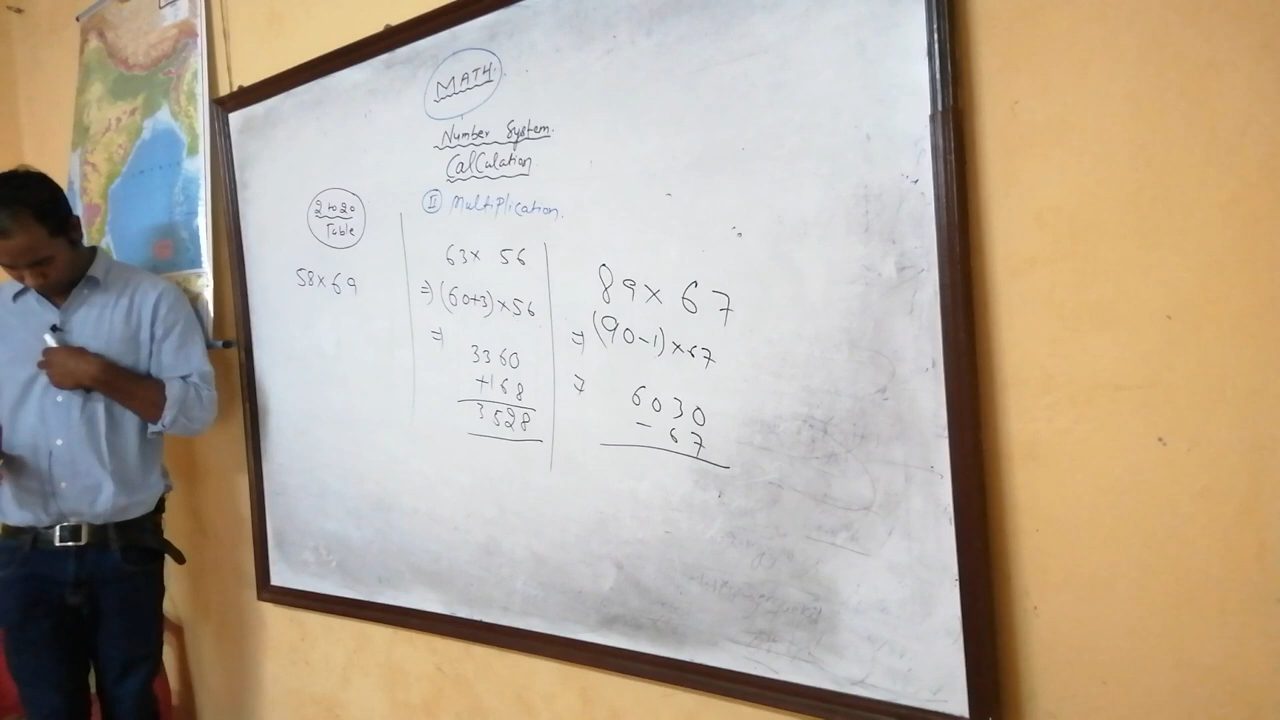 MATH.
Number System.
CalCulation
II Multiplication.
2 to 20
Table
58×69
63× 56
⇒ (60+3)×56
⇒
3360
+168
3528
89×67
⇒ (90-1)×67
⇒
6030
- 67